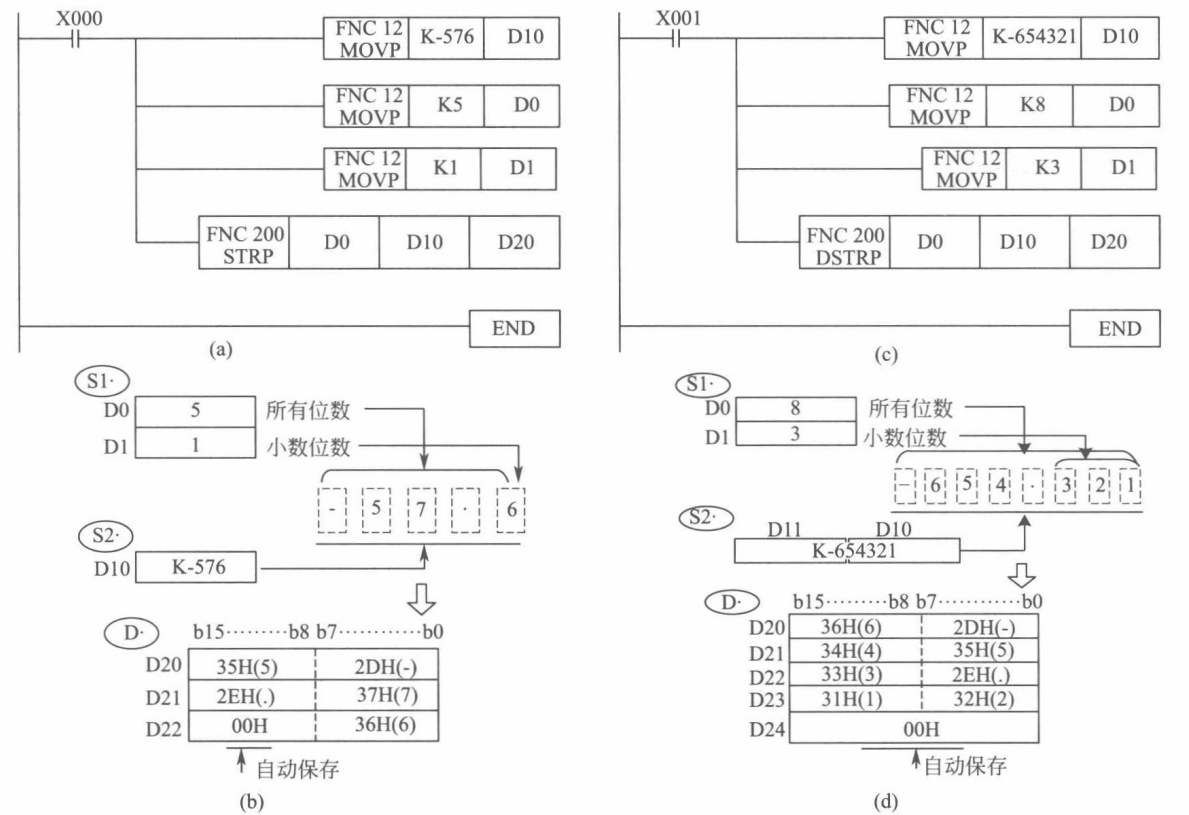 X000
FNC 12 MOVP K-576 D10
FNC 12 MOVP K5 D0
FNC 12 MOVP K1 D1
FNC 200 STRP D0 D10 D20
END
(a)
X001
FNC 12 MOVP K-654321 D10
FNC 12 MOVP K8 D0
FNC 12 MOVP K3 D1
FNC 200 DSTRP D0 D10 D20
END
(c)
S1·
D0 5 所有位数
D1 1 小数位数
- 5 7 · 6
S2·
D10 K-576
D·
b15………b8 b7…………b0
D20 35H(5) 2DH(-)
D21 2EH(.) 37H(7)
D22 00H 36H(6)
自动保存
(b)
S1·
D0 8 所有位数
D1 3 小数位数
− 6 5 4 · 3 2 1
S2·
D11 D10
K-654321
D·
b15………b8 b7…………b0
D20 36H(6) 2DH(-)
D21 34H(4) 35H(5)
D22 33H(3) 2EH(.)
D23 31H(1) 32H(2)
D24 00H
自动保存
(d)